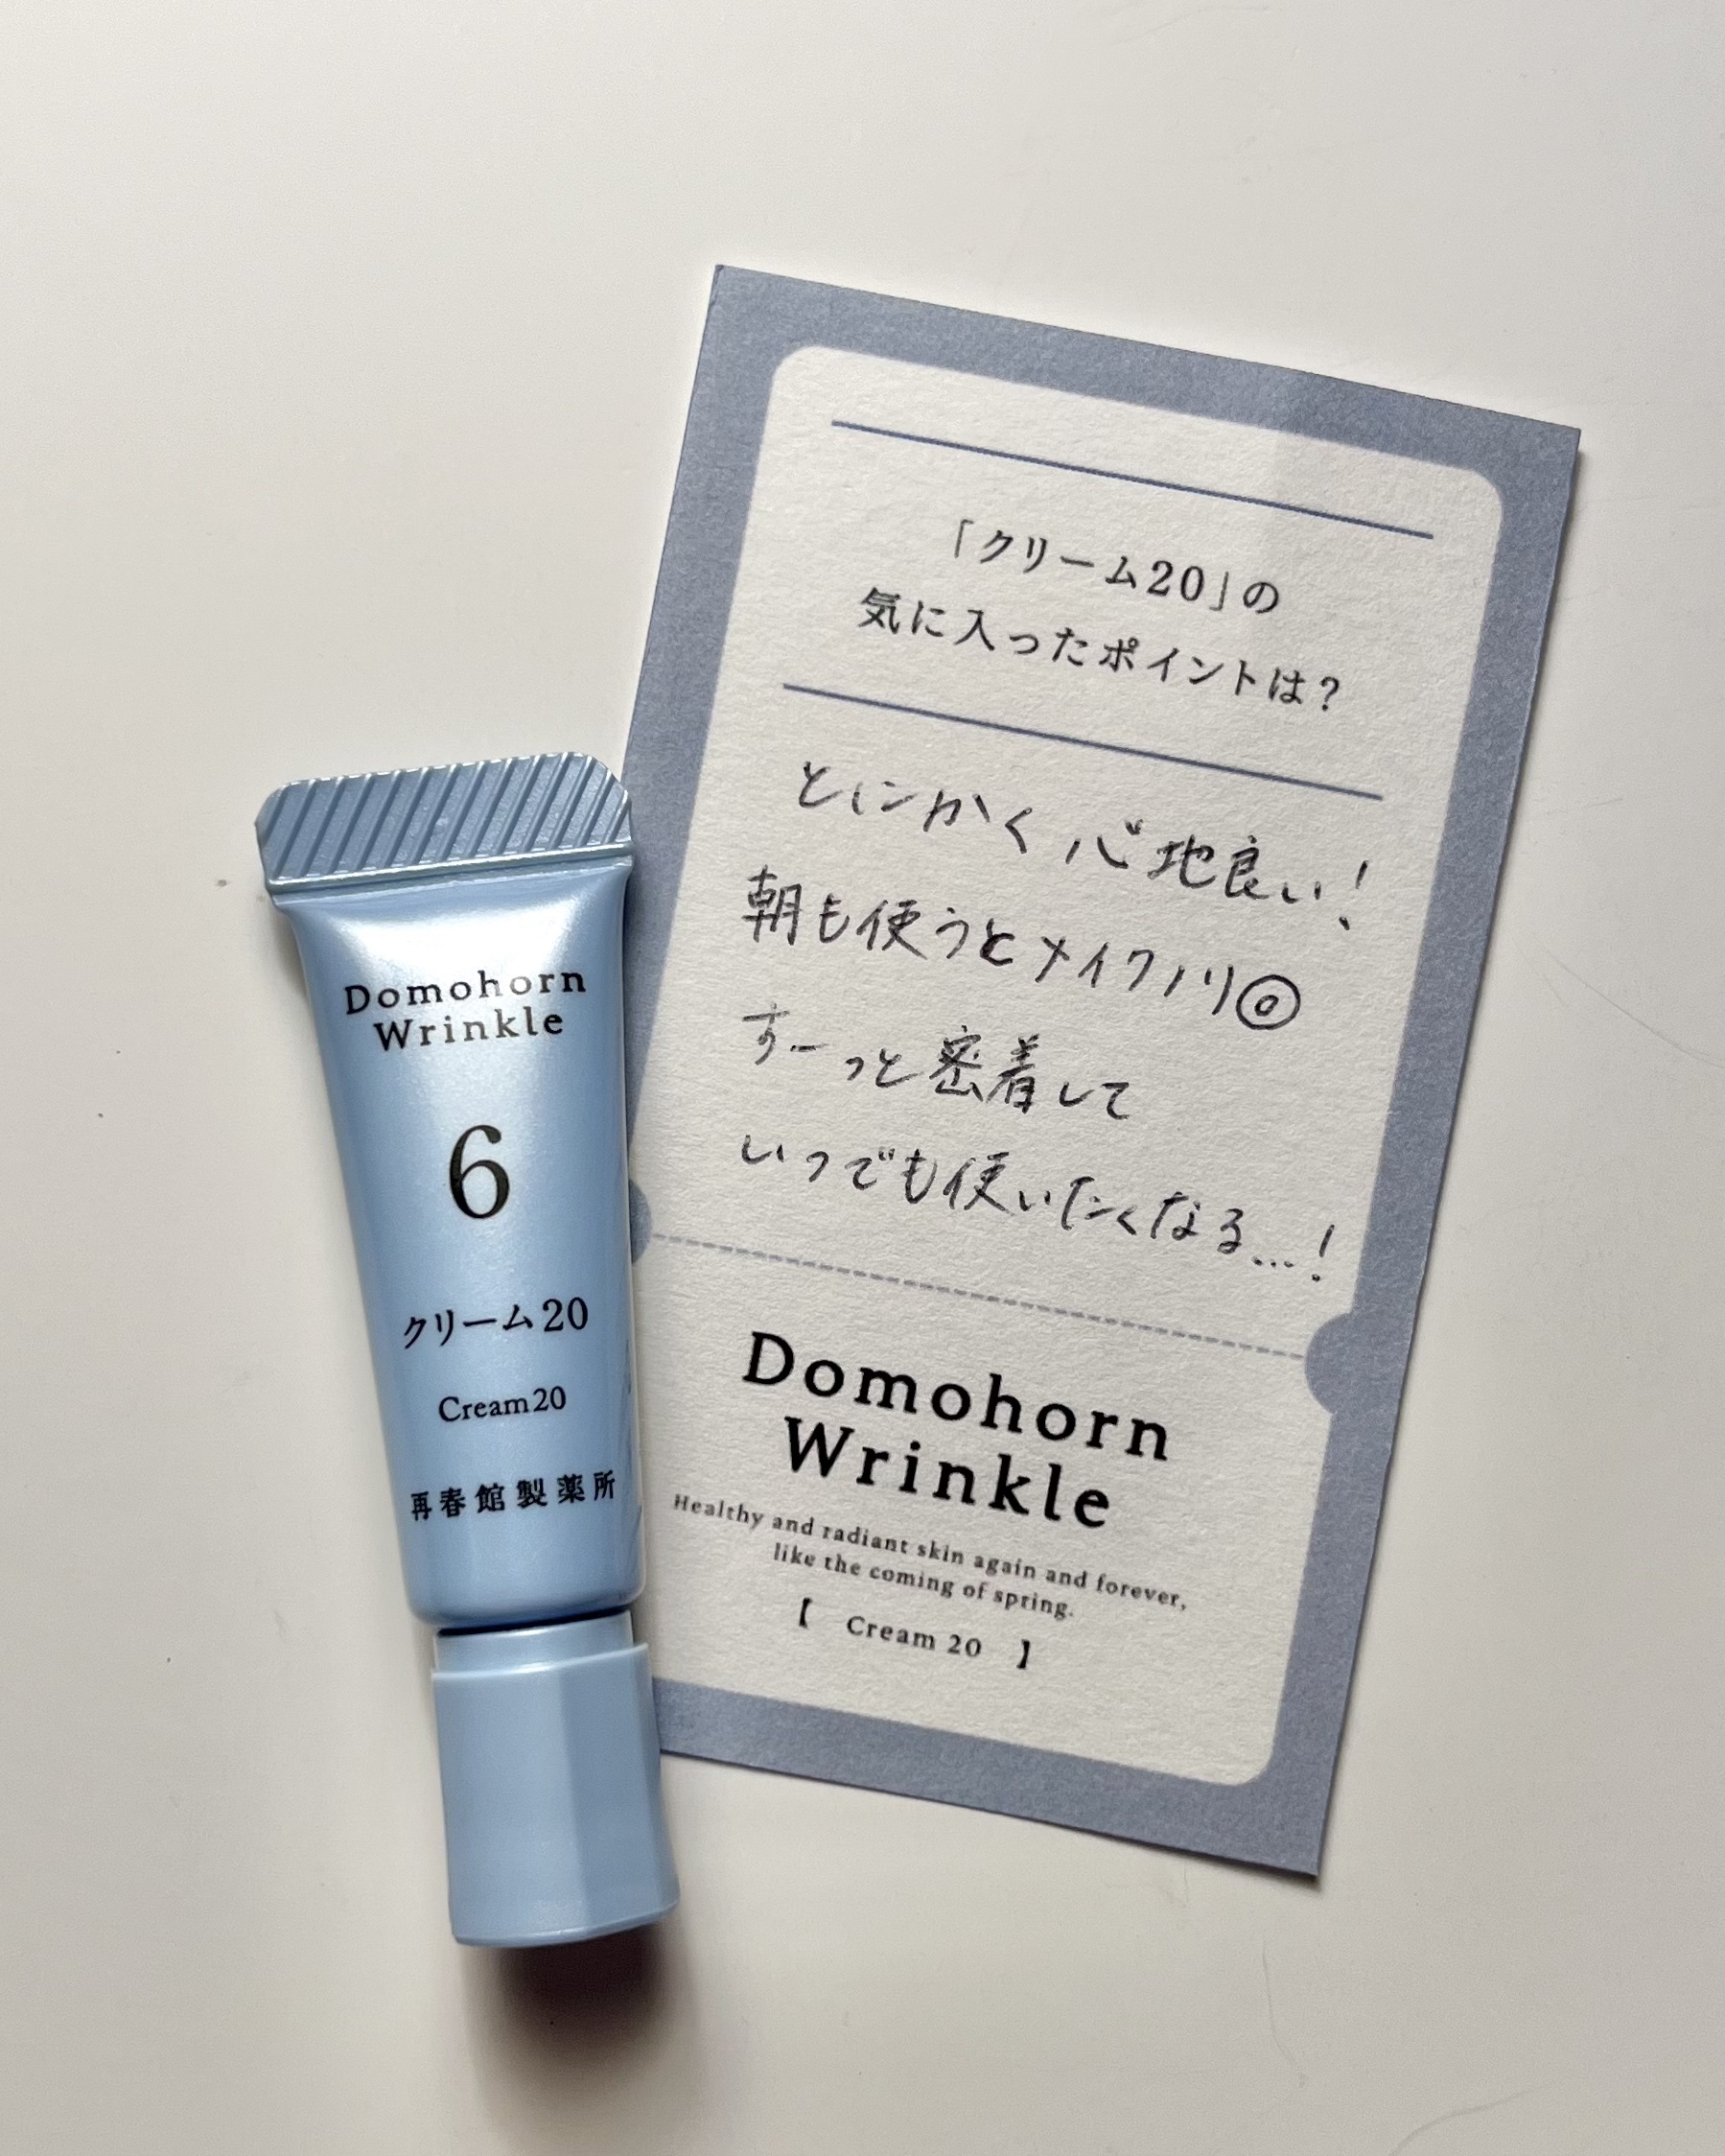 Domohorn
Wrinkle
6
クリーム20
Cream20
再春館製薬所
「クリーム20」の
気に入ったポイントは?
とにかく心地良い!
朝も使うとメイクノリ◎
すーっと密着して
いつでも使いたくなる…!
Domohorn
Wrinkle
Healthy and radiant skin again and forever,
like the coming of spring.
【 Cream 20 】